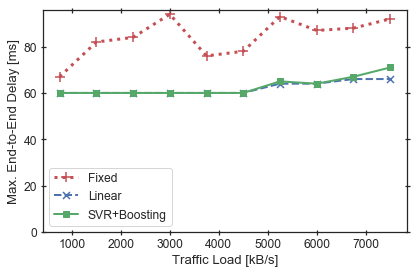 Max. End-to-End Delay [ms]
80
60
40
20
0
Fixed
Linear
SVR+Boosting
1000 2000 3000 4000 5000 6000 7000
Traffic Load [kB/s]